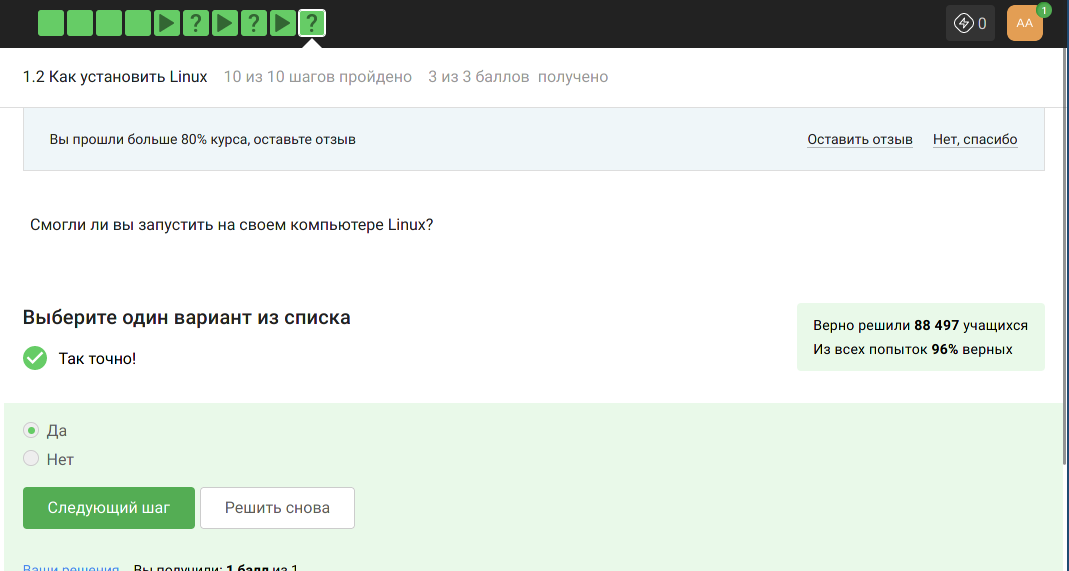 ? ? ?
0 AA 1
1.2 Как установить Linux 10 из 10 шагов пройдено 3 из 3 баллов получено
Вы прошли больше 80% курса, оставьте отзыв Оставить отзыв Нет, спасибо
Смогли ли вы запустить на своем компьютере Linux?
Выберите один вариант из списка
Верно решили 88 497 учащихся
Из всех попыток 96% верных
Так точно!
Да
Нет
Следующий шаг Решить снова
Ваши решения Вы получили: 1 балл из 1